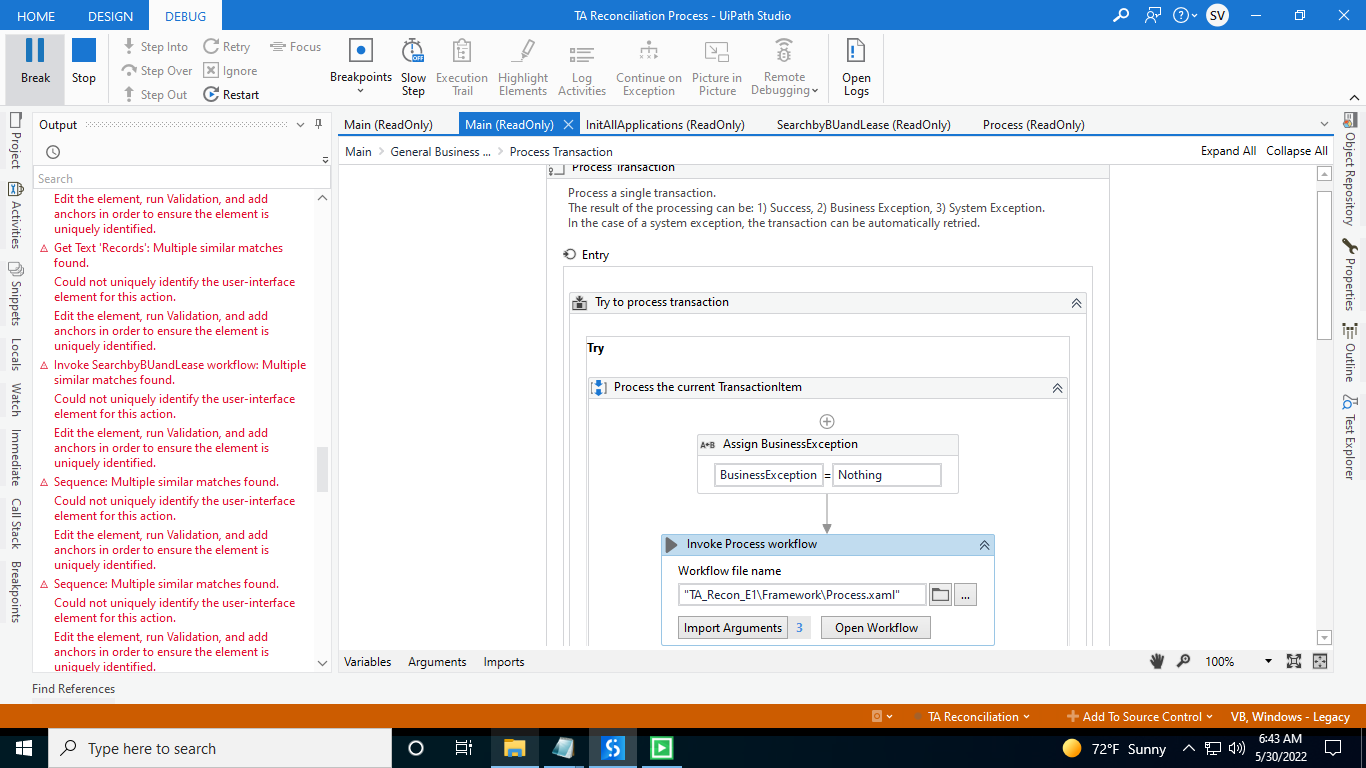 HOME DESIGN DEBUG TA Reconciliation Process - UiPath Studio SV
Break
Stop
Step Into
Step Over
Step Out
Retry
Ignore
Restart
Focus
Breakpoints
Slow
Step
OFF
Execution
Trail
Highlight
Elements
Log
Activities
Continue on
Exception
Picture in
Picture
Remote
Debugging
Open
Logs
Project
Activities
Snippets
Locals
Watch
Immediate
Call Stack
Breakpoints
Output
Search
Edit the element, run Validation, and add
anchors in order to ensure the element is
uniquely identified.
Get Text 'Records': Multiple similar matches
found.
Could not uniquely identify the user-interface
element for this action.
Edit the element, run Validation, and add
anchors in order to ensure the element is
uniquely identified.
Invoke SearchbyBUandLease workflow: Multiple
similar matches found.
Could not uniquely identify the user-interface
element for this action.
Edit the element, run Validation, and add
anchors in order to ensure the element is
uniquely identified.
Sequence: Multiple similar matches found.
Could not uniquely identify the user-interface
element for this action.
Edit the element, run Validation, and add
anchors in order to ensure the element is
uniquely identified.
Sequence: Multiple similar matches found.
Could not uniquely identify the user-interface
element for this action.
Edit the element, run Validation, and add
anchors in order to ensure the element is
uniquely identified.
Main (ReadOnly) Main (ReadOnly) InitAllApplications (ReadOnly) SearchbyBUandLease (ReadOnly) Process (ReadOnly)
Main General Business ... Process Transaction Expand All Collapse All
Process Transaction
Process a single transaction.
The result of the processing can be: 1) Success, 2) Business Exception, 3) System Exception.
In the case of a system exception, the transaction can be automatically retried.
Entry
Try to process transaction
Try
Process the current TransactionItem
A+B Assign BusinessException
BusinessException = Nothing
Invoke Process workflow
Workflow file name
"TA_Recon_E1\Framework\Process.xaml" ...
Import Arguments 3 Open Workflow
Variables Arguments Imports 100%
Object Repository
Properties
Outline
Test Explorer
Find References
TA Reconciliation Add To Source Control VB, Windows - Legacy
Type here to search
72°F Sunny
6:43 AM
5/30/2022